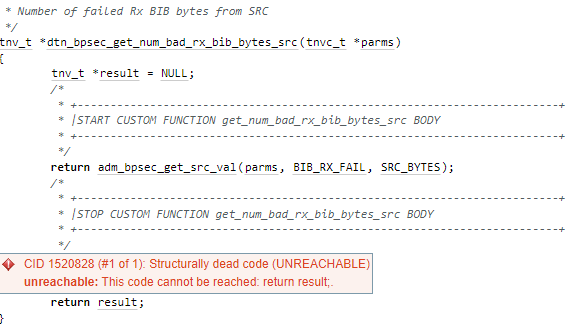 * Number of failed Rx BIB bytes from SRC
*/
tnv_t *dtn_bpsec_get_num_bad_rx_bib_bytes_src(tnvc_t *parms)
{
tnv_t *result = NULL;
/*
* +-------------------------------------------------------------+
* |START CUSTOM FUNCTION get_num_bad_rx_bib_bytes_src BODY
* +-------------------------------------------------------------+
*/
return adm_bpsec_get_src_val(parms, BIB_RX_FAIL, SRC_BYTES);
/*
* +-------------------------------------------------------------+
* |STOP CUSTOM FUNCTION get_num_bad_rx_bib_bytes_src BODY
* +-------------------------------------------------------------+
*/
CID 1520828 (#1 of 1): Structurally dead code (UNREACHABLE)
unreachable: This code cannot be reached: return result;.
return result;
}